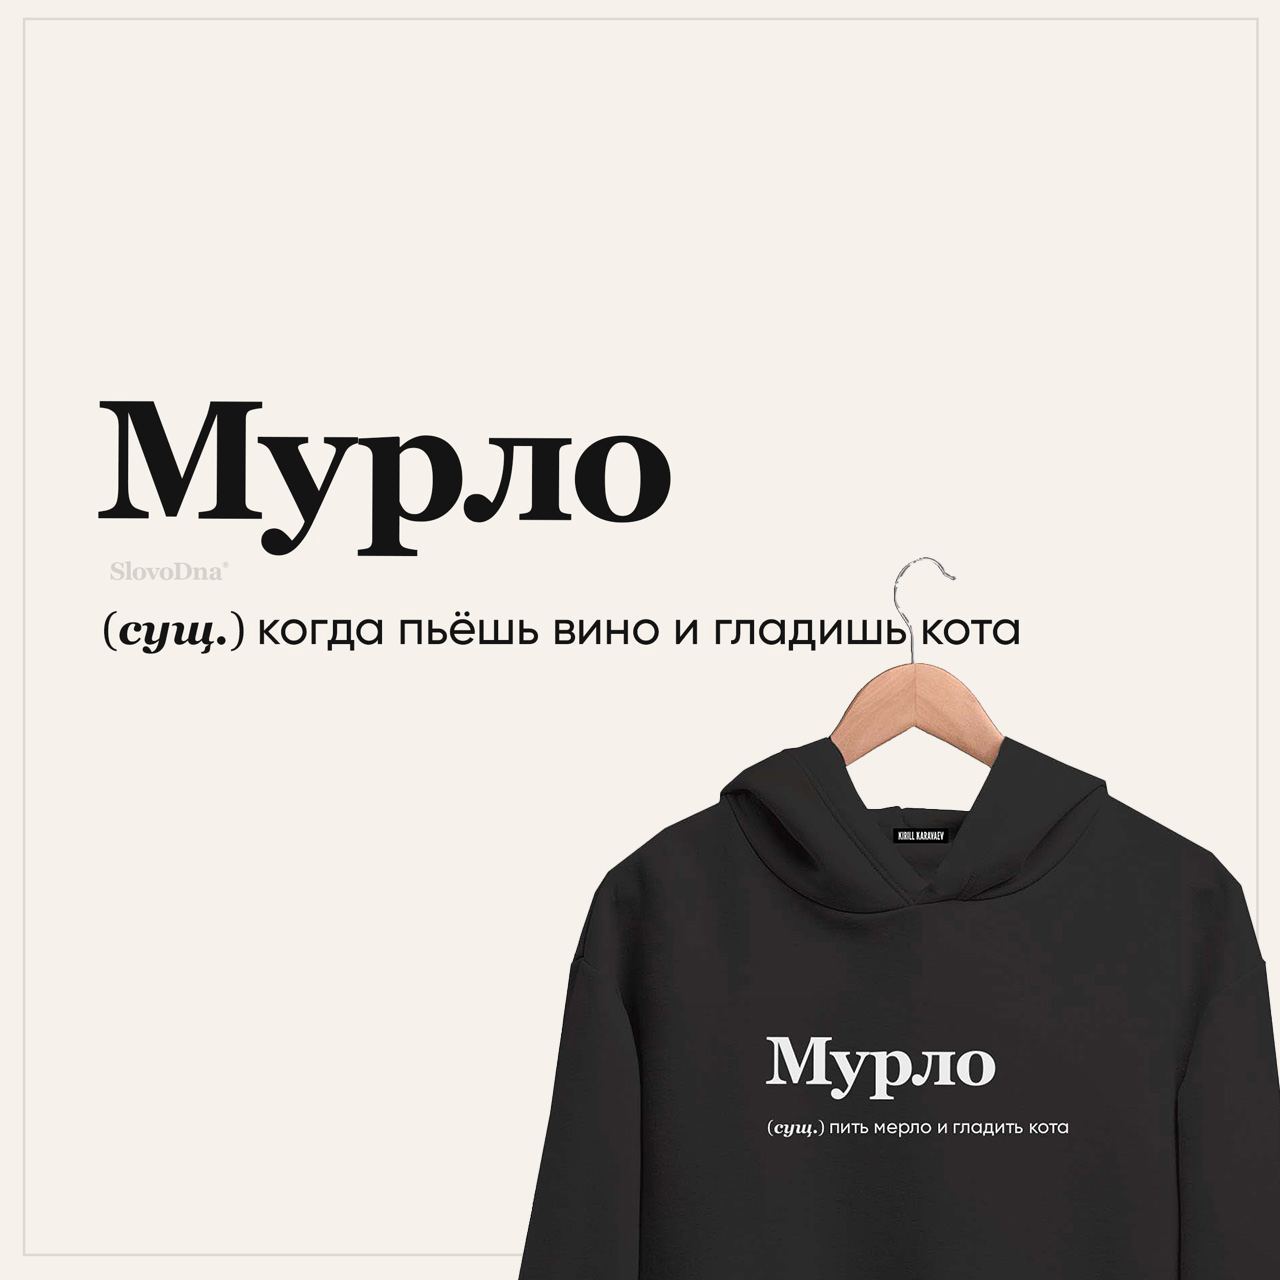 Мурло
SlovoDna®
(сущ.) когда пьёшь вино и гладишь кота
KIRILL KARAVAEV
Мурло
(сущ.) пить мерло и гладить кота